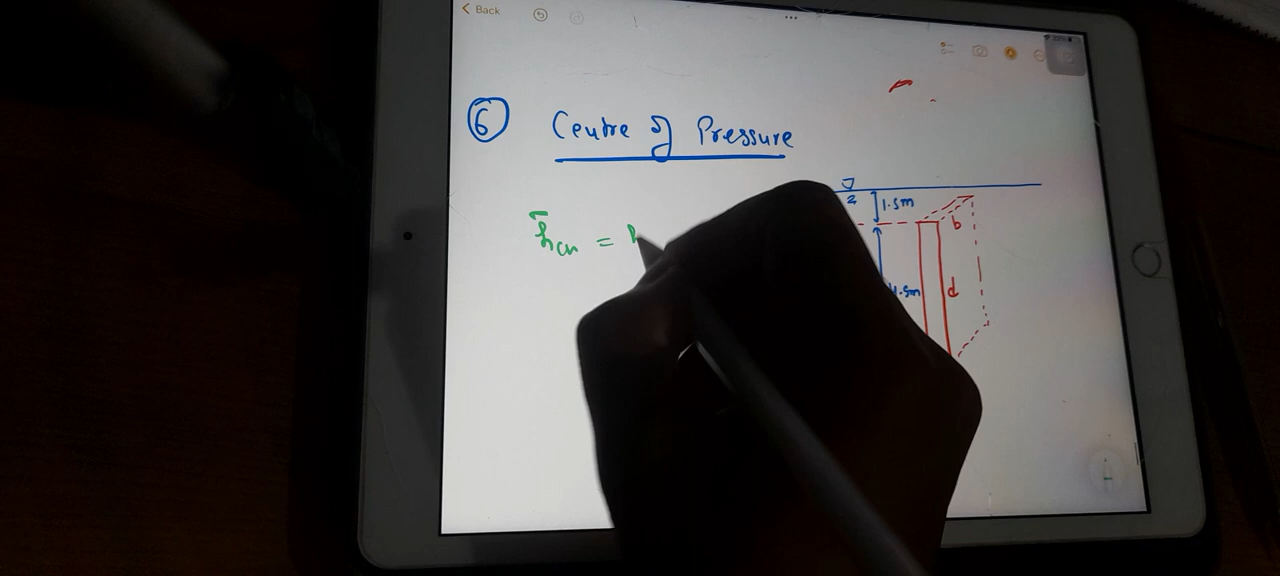 Back
6 Centre of Pressure
1.5m
b
h̄cn =
d